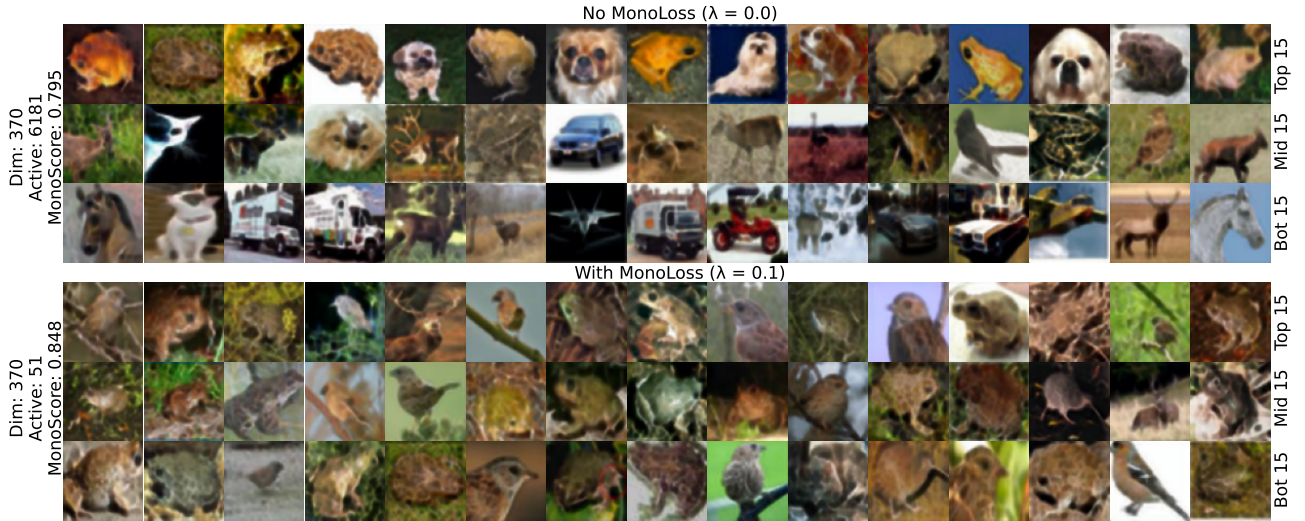 No MonoLoss (λ = 0.0)
Dim: 370
Active: 6181
MonoScore: 0.795
Top 15
Mid 15
Bot 15
With MonoLoss (λ = 0.1)
Dim: 370
Active: 51
MonoScore: 0.848
Top 15
Mid 15
Bot 15